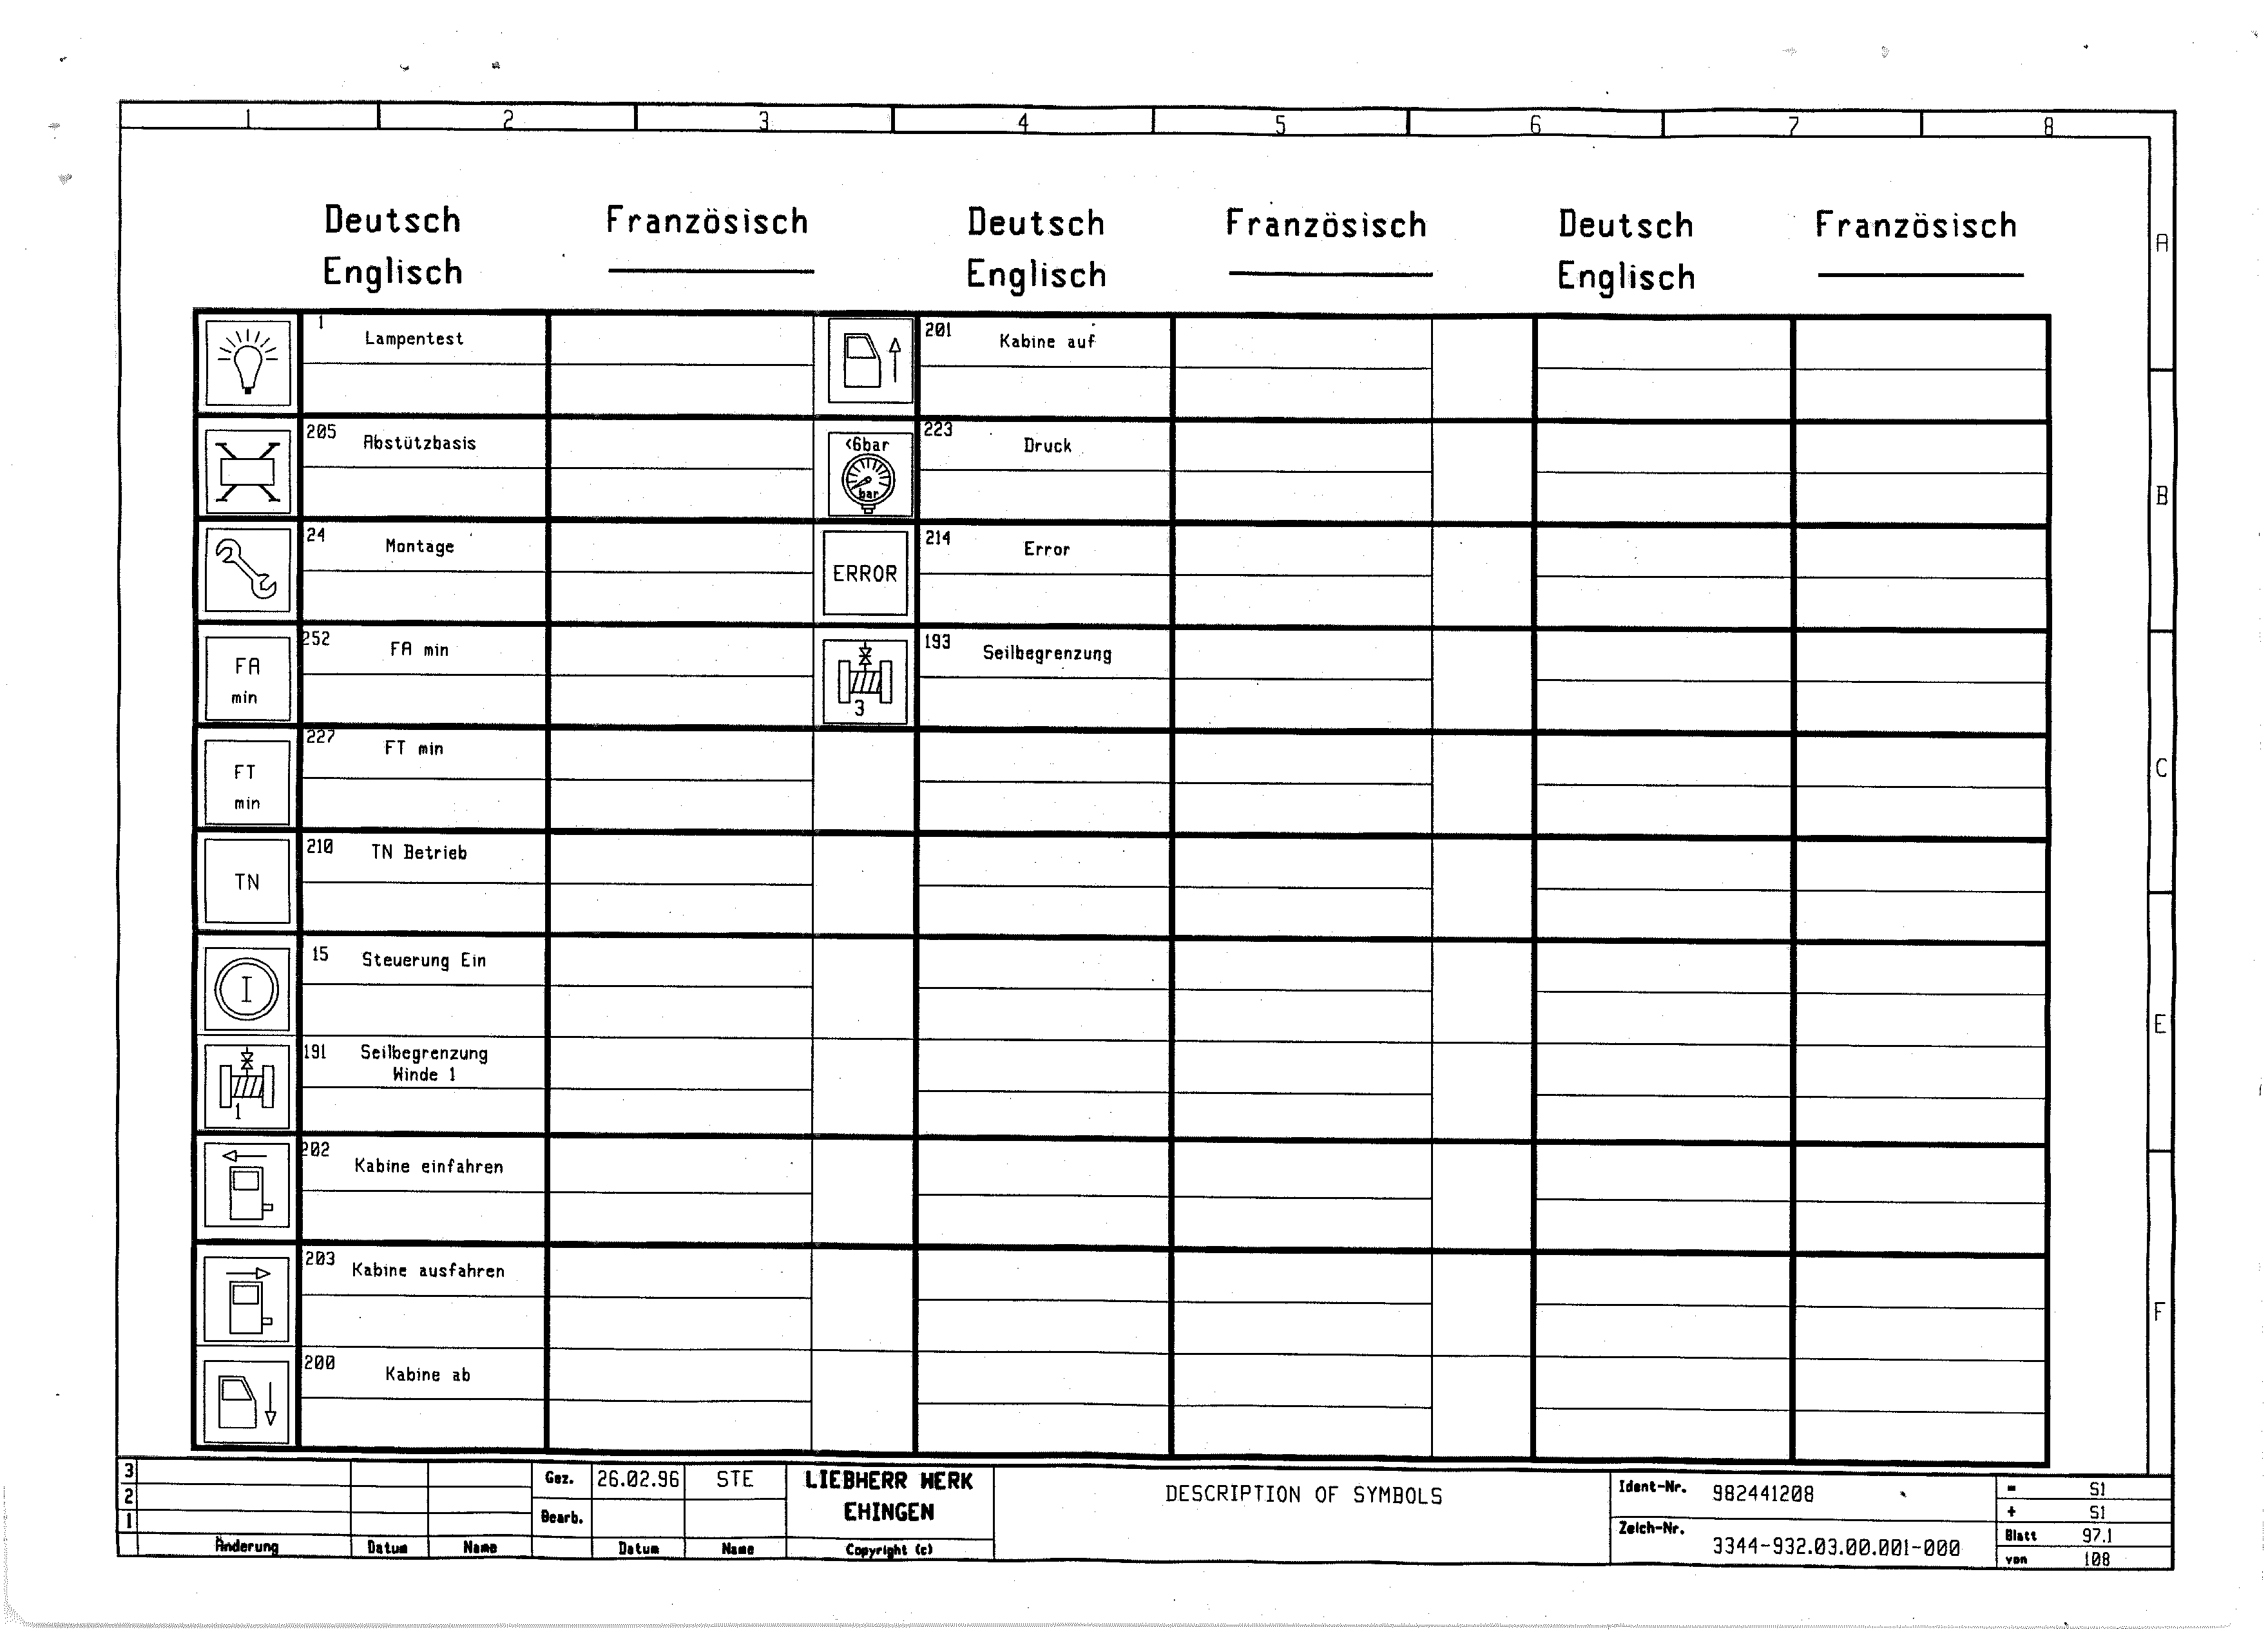 1 2 3 4 5 6 7 8
Deutsch Französisch Deutsch Französisch Deutsch Französisch
Englisch Englisch Englisch
A
B
C
E
F
1 Lampentest
205 Abstützbasis
24 Montage
FA
min
252 FA min
FT
min
227 FT min
TN
210 TN Betrieb
I
15 Steuerung Ein
1
191 Seilbegrenzung
Winde 1
202 Kabine einfahren
203 Kabine ausfahren
200 Kabine ab
201 Kabine auf
<6bar
bar
223 Druck
ERROR
214 Error
3
193 Seilbegrenzung
3
2
1
Änderung Datum Name
Gez. 26.02.96 STE
Bearb.
Datum Name
LIEBHERR WERK
EHINGEN
Copyright (c)
DESCRIPTION OF SYMBOLS
Ident-Nr. 982441208
Zeich-Nr. 3344-932.03.00.001-000
= S1
+ S1
Blatt 97.1
von 108